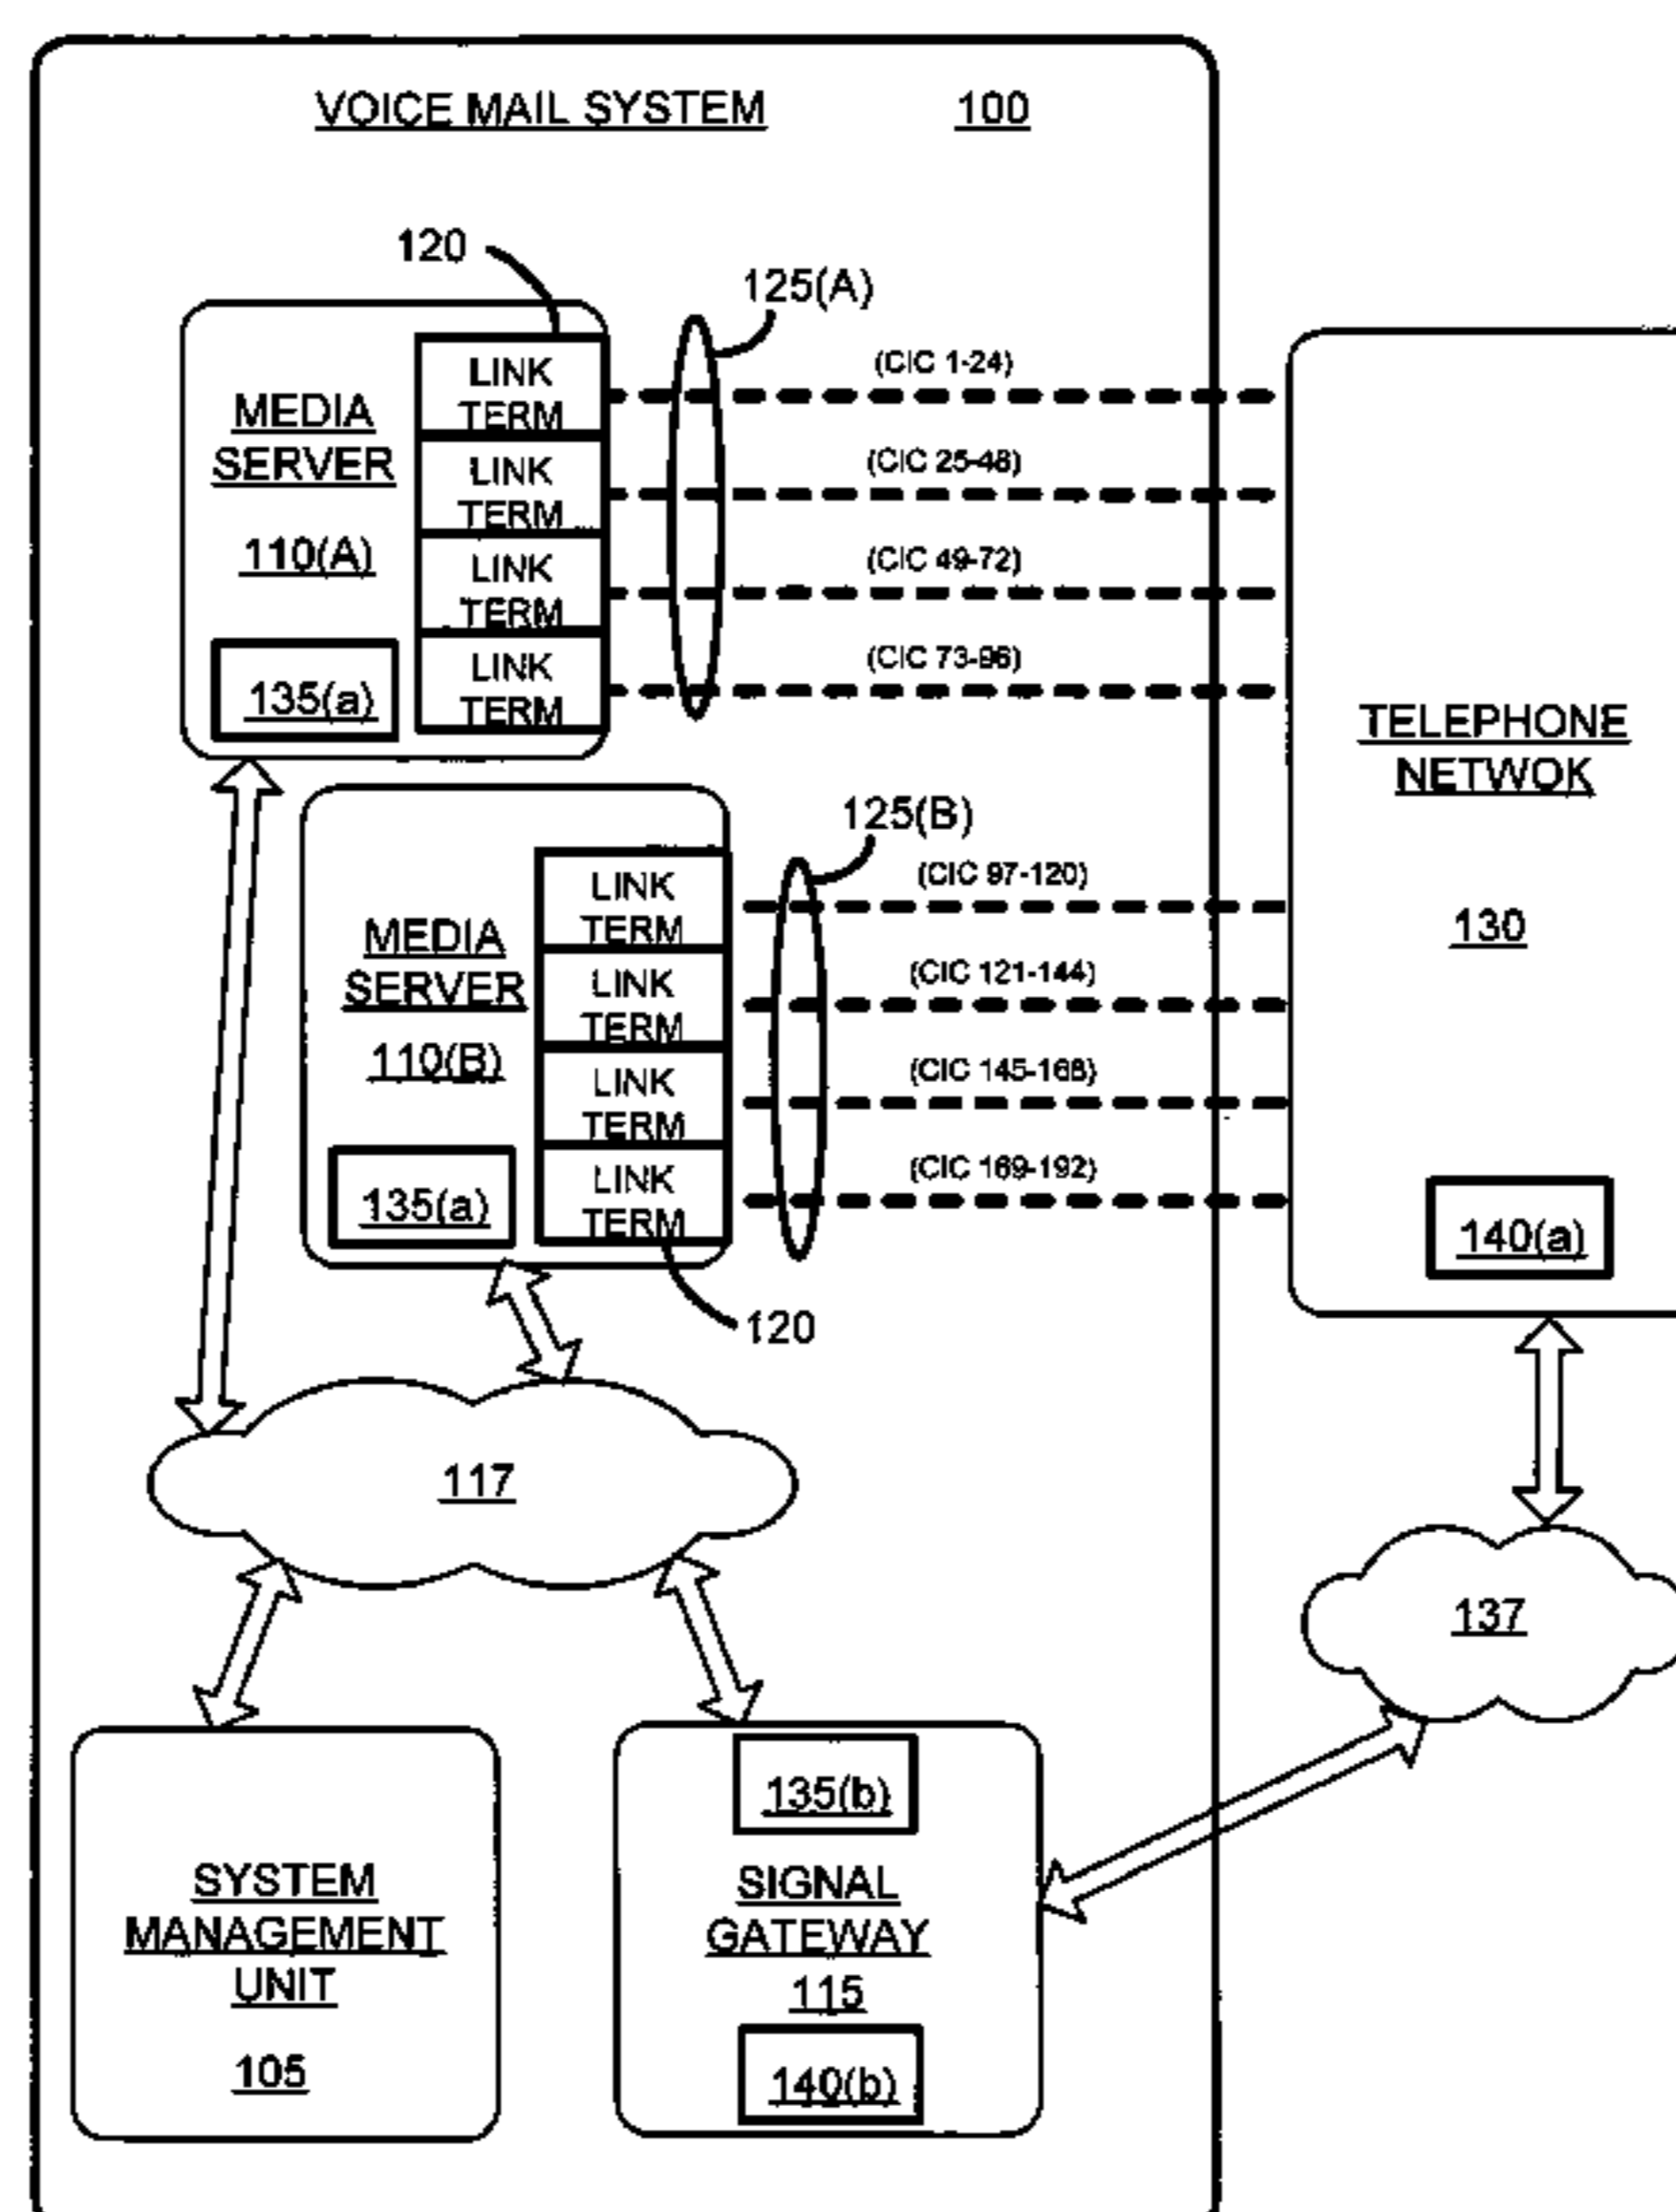 VOICE MAIL SYSTEM 100
120
125(A)
MEDIA
SERVER
110(A)
135(a)
LINK
TERM
LINK
TERM
LINK
TERM
LINK
TERM
(CIC 1-24)
(CIC 25-48)
(CIC 49-72)
(CIC 73-96)
125(B)
MEDIA
SERVER
110(B)
135(a)
LINK
TERM
LINK
TERM
LINK
TERM
LINK
TERM
(CIC 97-120)
(CIC 121-144)
(CIC 145-168)
(CIC 169-192)
120
TELEPHONE
NETWOK
130
140(a)
117
137
SYSTEM
MANAGEMENT
UNIT
105
135(b)
SIGNAL
GATEWAY
115
140(b)